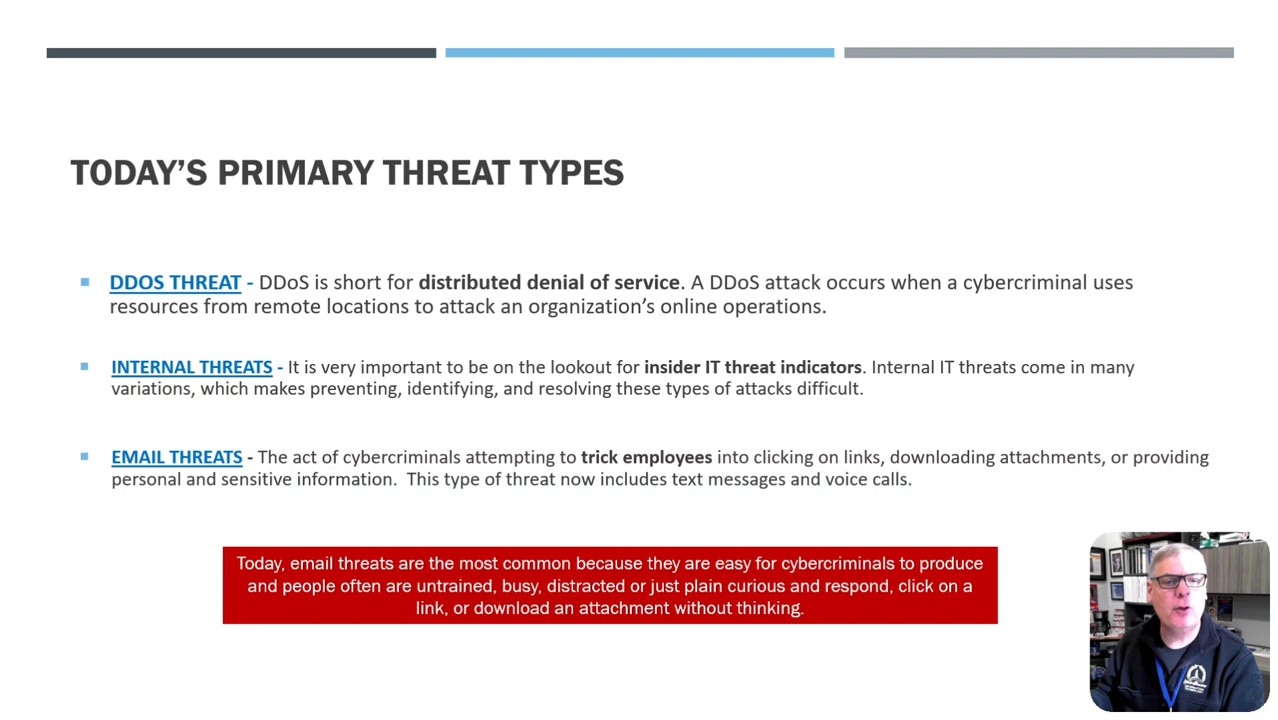 TODAY'S PRIMARY THREAT TYPES
DDOS THREAT - DDoS is short for distributed denial of service. A DDoS attack occurs when a cybercriminal uses
resources from remote locations to attack an organization's online operations.
INTERNAL THREATS - It is very important to be on the lookout for insider IT threat indicators. Internal IT threats come in many
variations, which makes preventing, identifying, and resolving these types of attacks difficult.
EMAIL THREATS - The act of cybercriminals attempting to trick employees into clicking on links, downloading attachments, or providing
personal and sensitive information.  This type of threat now includes text messages and voice calls.
Today, email threats are the most common because they are easy for cybercriminals to produce
and people often are untrained, busy, distracted or just plain curious and respond, click on a
link, or download an attachment without thinking.